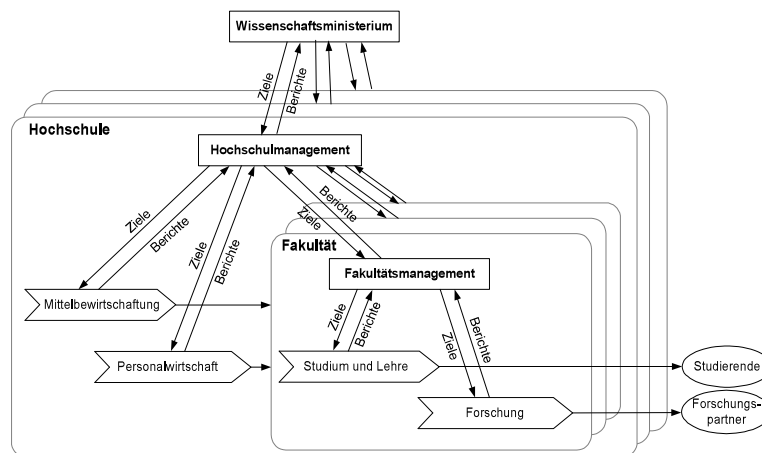 Wissenschaftsministerium
Ziele
Berichte
Hochschule
Hochschulmanagement
Ziele
Berichte
Ziele
Berichte
Ziele
Berichte
Fakultät
Fakultätsmanagement
Mittelbewirtschaftung
Ziele
Berichte
Ziele
Berichte
Personalwirtschaft
Studium und Lehre
Studierende
Forschung
Forschungs-
partner